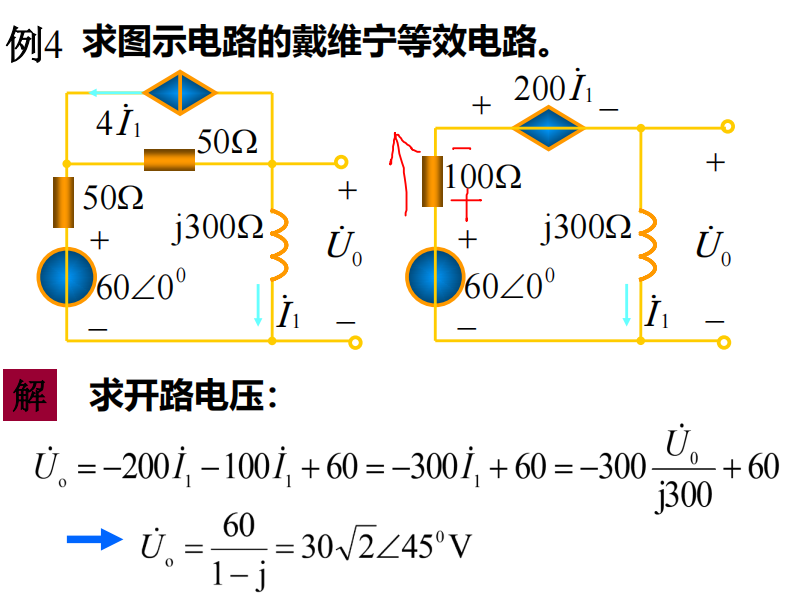 例4 求图示电路的戴维宁等效电路。
200İ₁
+ −
4İ₁
50Ω
50Ω
+
j300Ω
+
U̇₀
60∠0⁰
İ₁
−
−
−
100Ω
+
+
j300Ω
+
U̇₀
60∠0⁰
İ₁
−
−
解 求开路电压：
U̇ₒ = −200İ₁ − 100İ₁ + 60 = −300İ₁ + 60 = −300 U̇₀/j300 + 60
U̇ₒ = 60/(1 − j) = 30√2∠45⁰ V